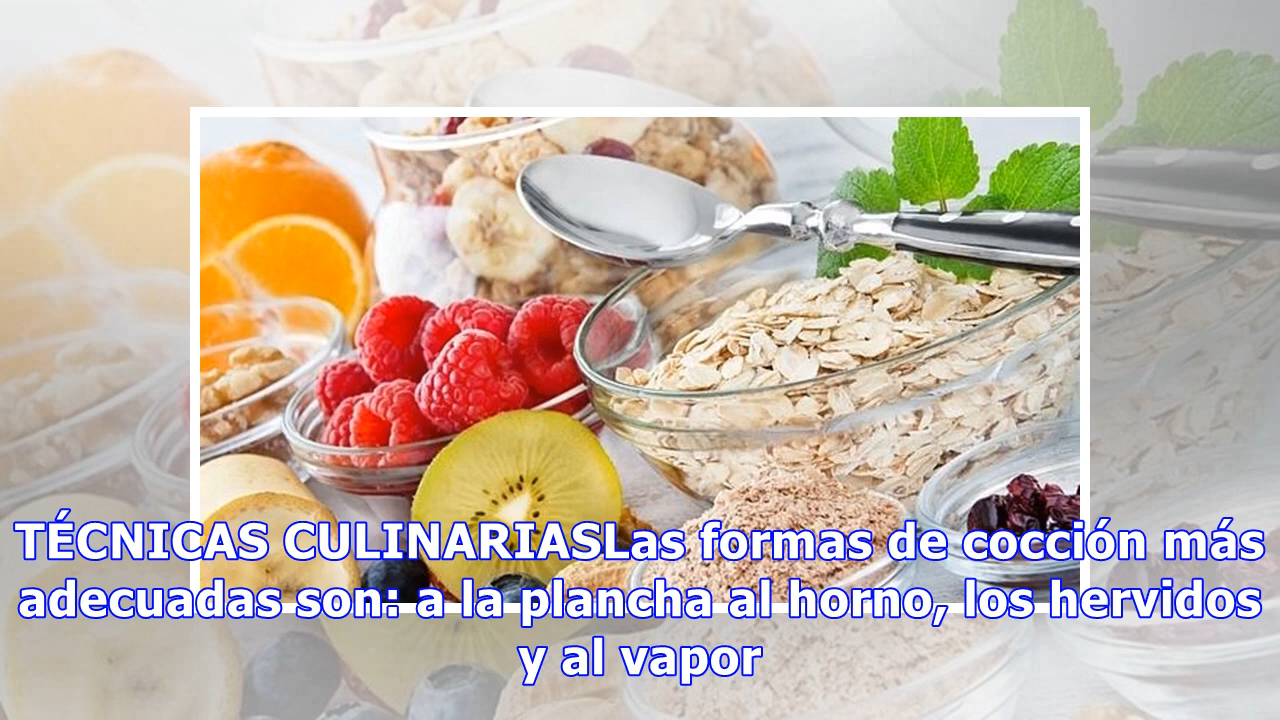 TÉCNICAS CULINARIASLas formas de cocción más
adecuadas son: a la plancha al horno, los hervidos
y al vapor